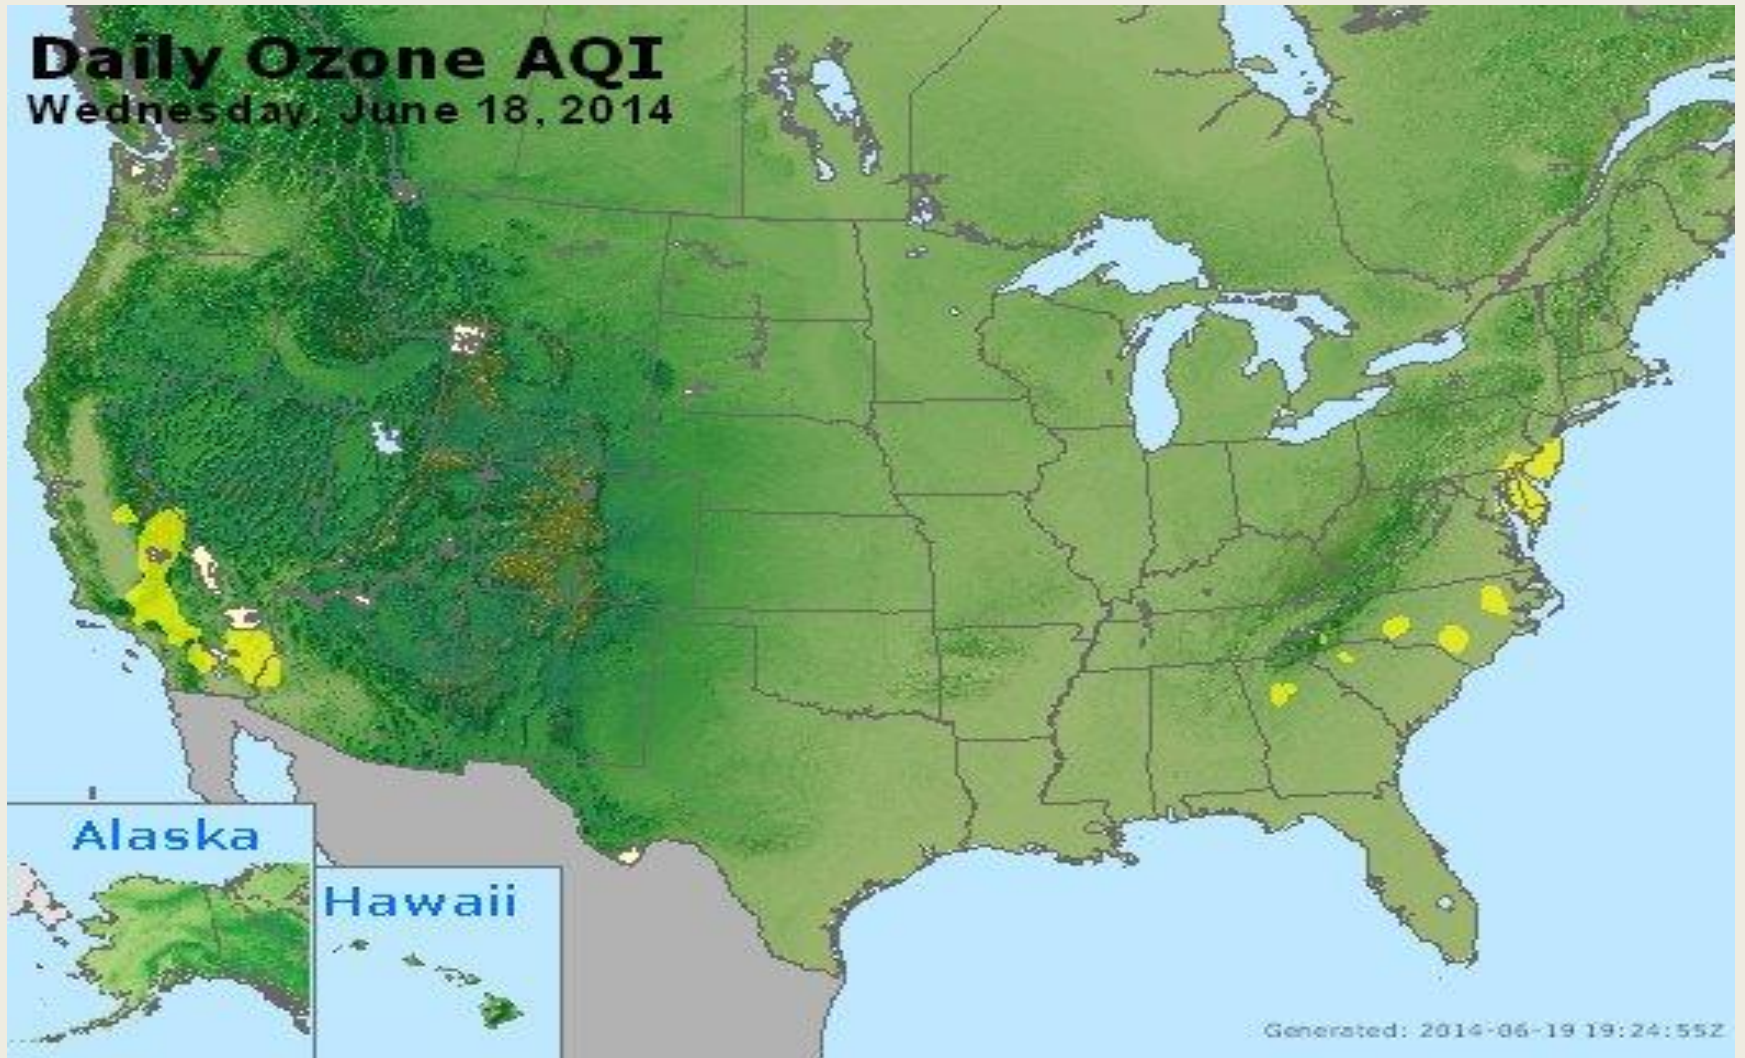 Daily Ozone AQI
Wednesday, June 18, 2014
Alaska
Hawaii
Generated: 2014-06-19 19:24:55Z